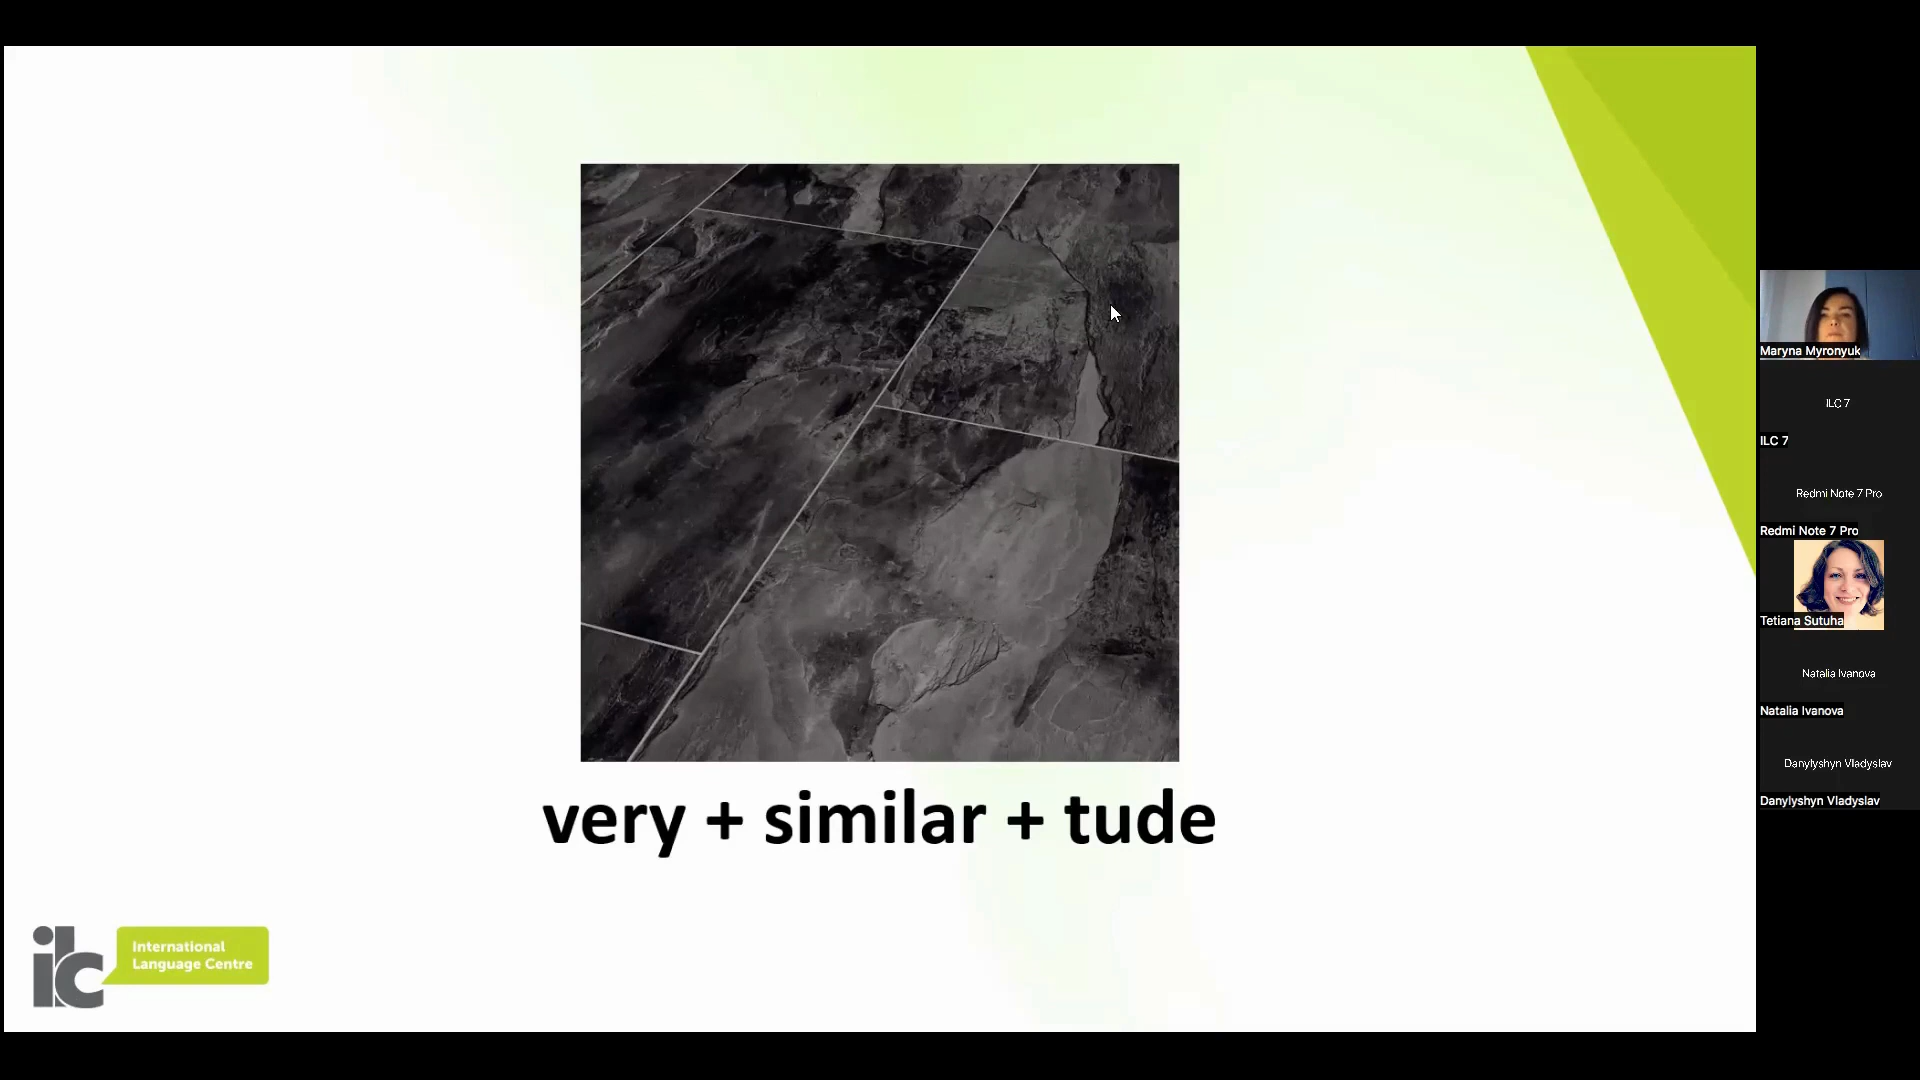 very + similar + tude
ilc
International
Language Centre
Maryna Myronyuk
ILC 7
ILC 7
Redmi Note 7 Pro
Redmi Note 7 Pro
Tetiana Sutuha
Natalia Ivanova
Natalia Ivanova
Danylyshyn Vladyslav
Danylyshyn Vladyslav